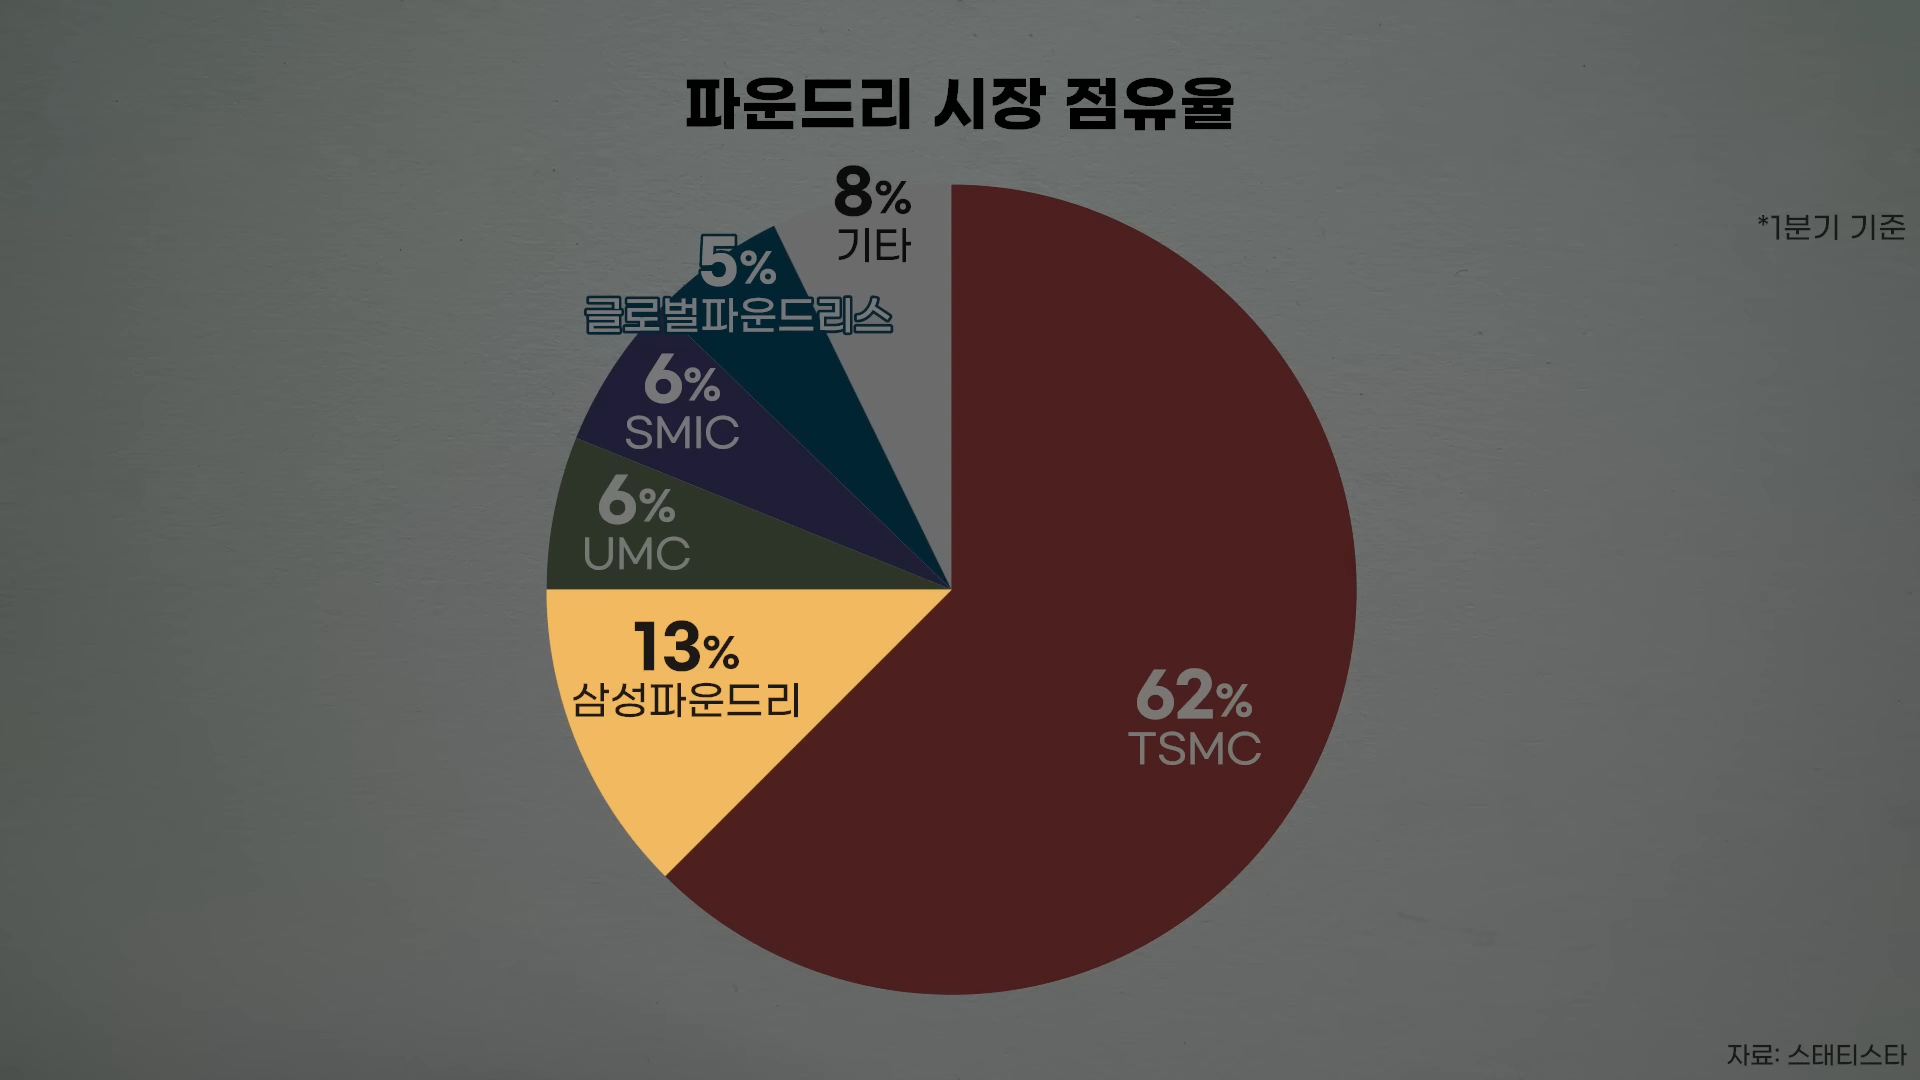 파운드리 시장 점유율
*1분기 기준
8%
기타
5%
글로벌파운드리스
6%
SMIC
6%
UMC
13%
삼성파운드리
62%
TSMC
자료: 스태티스타